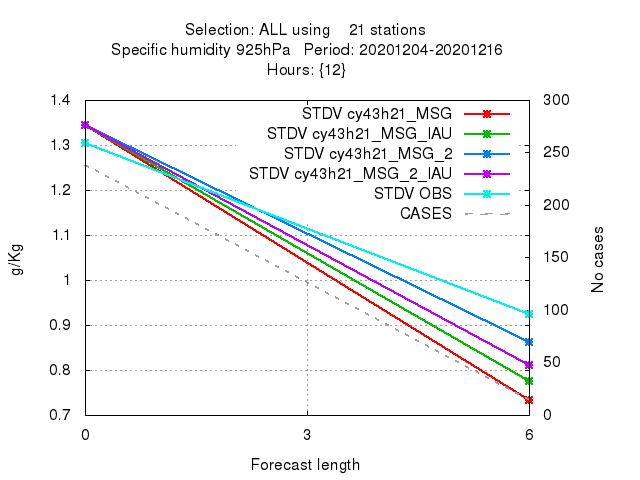 Selection: ALL using    21 stations
Specific humidity 925hPa   Period: 20201204-20201216
Hours: {12}
STDV cy43h21_MSG
STDV cy43h21_MSG_IAU
STDV cy43h21_MSG_2
STDV cy43h21_MSG_2_IAU
STDV OBS
CASES
g/Kg
1.4
1.3
1.2
1.1
1
0.9
0.8
0.7
300
250
200
150
100
50
0
No cases
0 3 6
Forecast length